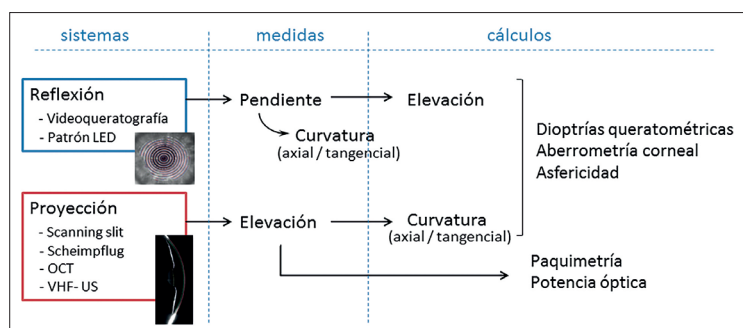 sistemas
medidas
cálculos
Reflexión
- Videoqueratografía
- Patrón LED
Pendiente
Curvatura
(axial / tangencial)
Elevación
Proyección
- Scanning slit
- Scheimpflug
- OCT
- VHF- US
Elevación
Curvatura
(axial / tangencial)
Dioptrías queratométricas
Aberrometría corneal
Asfericidad
Paquimetría
Potencia óptica